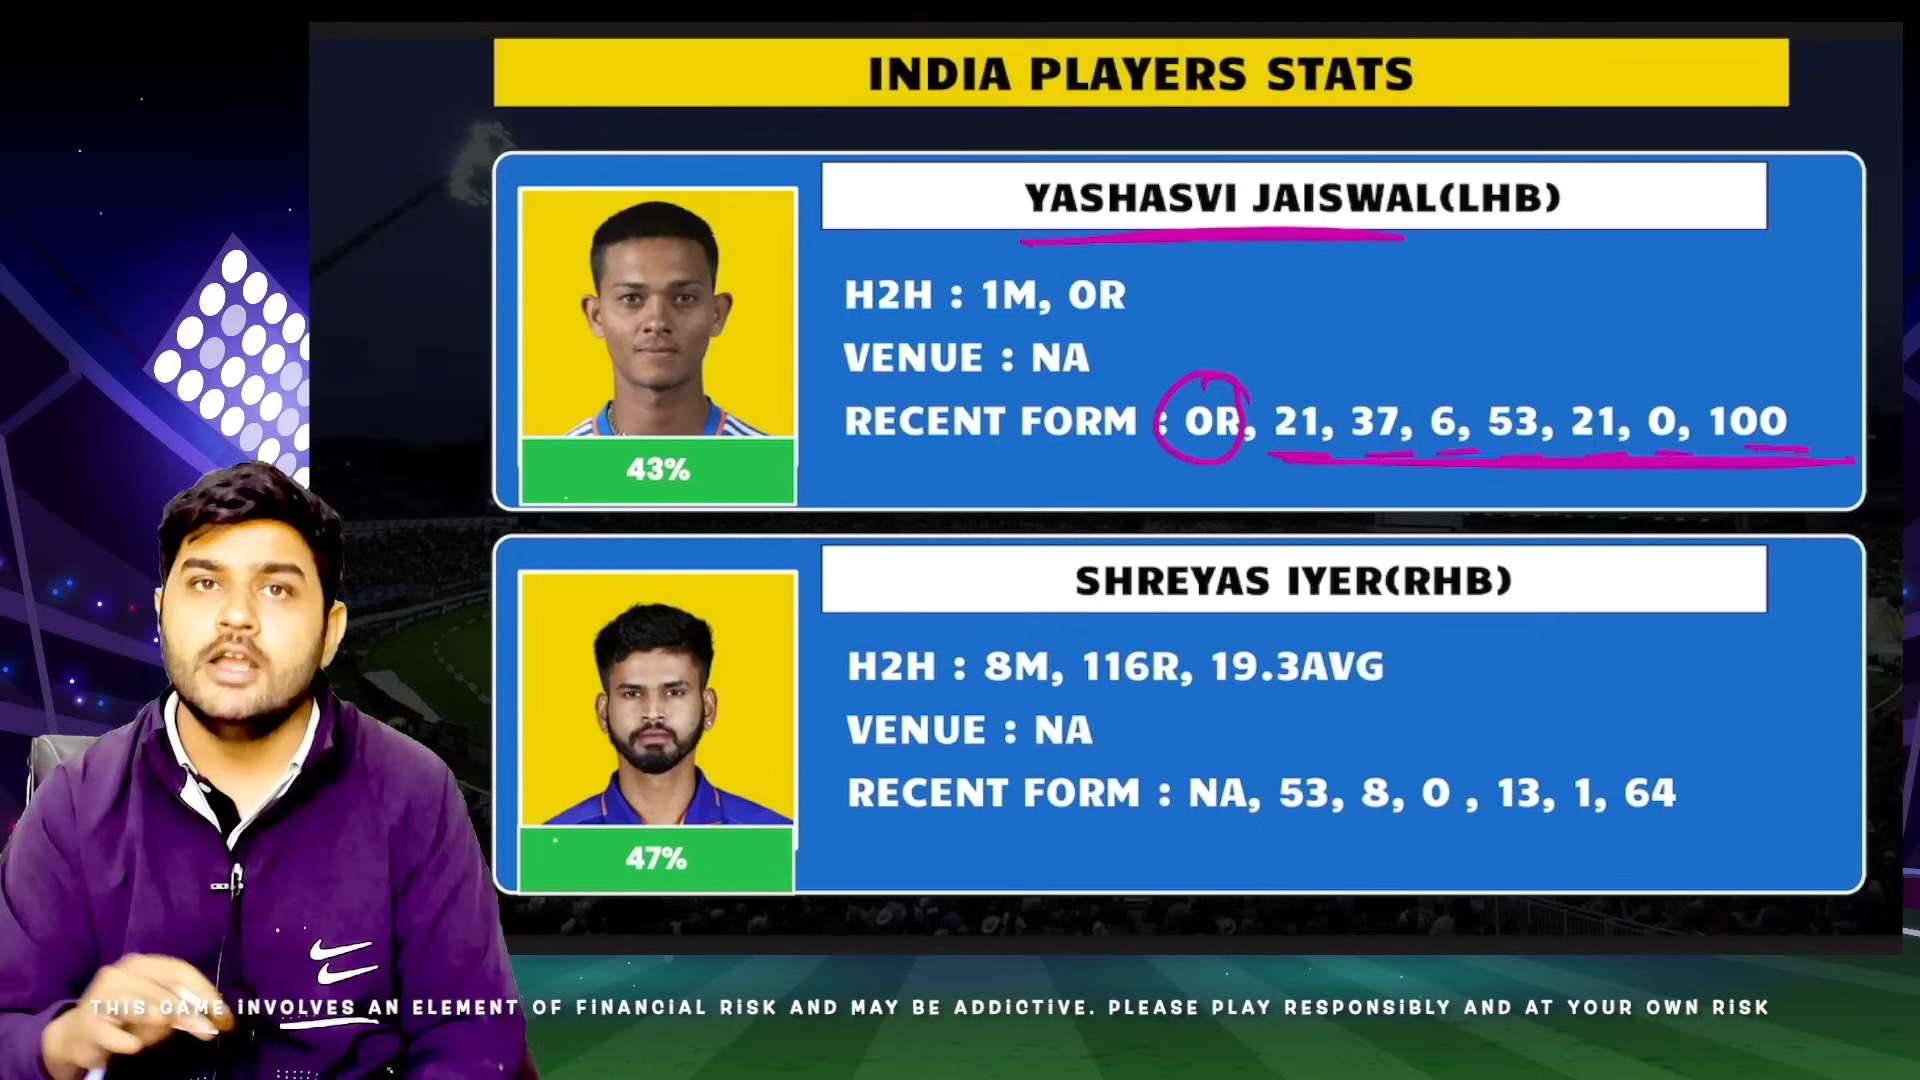 INDIA PLAYERS STATS
YASHASVI JAISWAL(LHB)
H2H : 1M, 0R
VENUE : NA
RECENT FORM : 0R, 21, 37, 6, 53, 21, 0, 100
43%
SHREYAS IYER(RHB)
H2H : 8M, 116R, 19.3AVG
VENUE : NA
RECENT FORM : NA, 53, 8, 0 , 13, 1, 64
47%
THIS GAME INVOLVES AN ELEMENT OF FINANCIAL RISK AND MAY BE ADDICTIVE. PLEASE PLAY RESPONSIBLY AND AT YOUR OWN RISK